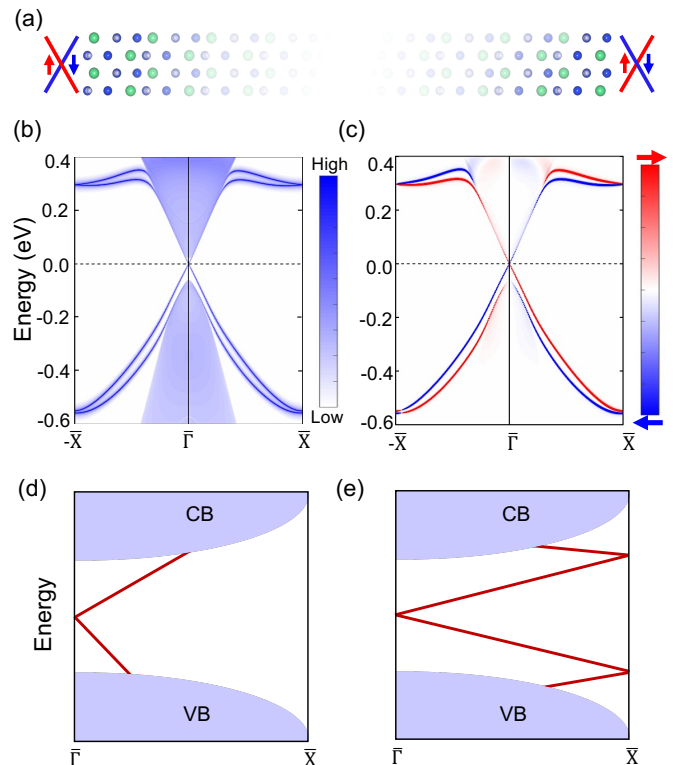 (a)
(b)
(c)
High
Low
0.4
0.2
0.0
-0.2
-0.4
-0.6
Energy (eV)
-X̅
Γ̅
X̅
0.4
0.2
0.0
-0.2
-0.4
-0.6
-X̅
Γ̅
X̅
(d)
(e)
CB
VB
Energy
Γ̅
X̅
CB
VB
Γ̅
X̅